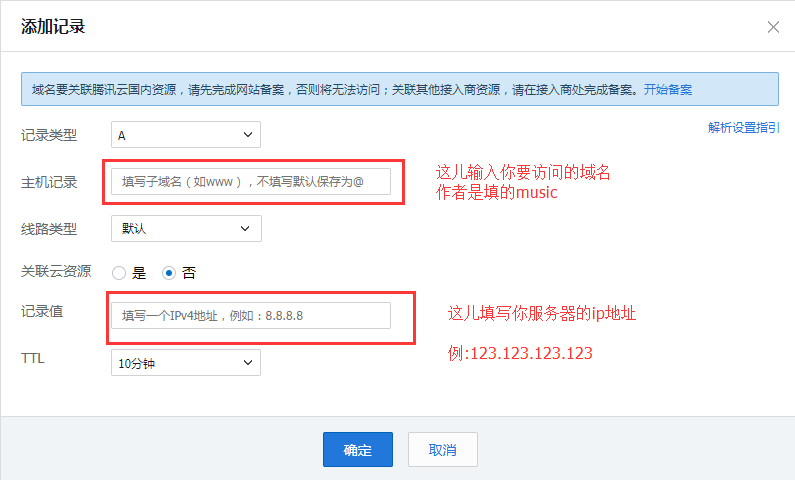 添加记录
域名要关联腾讯云国内资源，请先完成网站备案，否则将无法访问；关联其他接入商资源，请在接入商处完成备案。开始备案
解析设置指引
记录类型 A
主机记录 填写子域名（如www），不填写默认保存为@
这儿输入你要访问的域名
作者是填的music
线路类型 默认
关联云资源 是 否
记录值 填写一个IPv4地址，例如：8.8.8.8
这儿填写你服务器的ip地址
例:123.123.123.123
TTL 10分钟
确定 取消